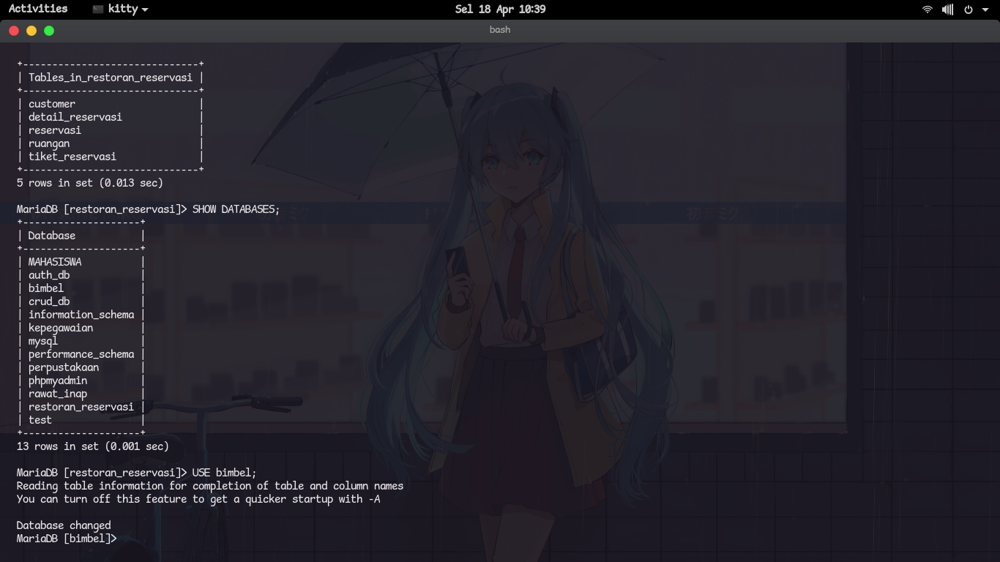 Activities kitty Sel 18 Apr 10:39
bash
+------------------------------+
| Tables_in_restoran_reservasi |
+------------------------------+
| customer                     |
| detail_reservasi             |
| reservasi                    |
| ruangan                      |
| tiket_reservasi              |
+------------------------------+
5 rows in set (0.013 sec)
MariaDB [restoran_reservasi]> SHOW DATABASES;
+--------------------+
| Database           |
+--------------------+
| MAHASISWA          |
| auth_db            |
| bimbel             |
| crud_db            |
| information_schema |
| kepegawaian        |
| mysql              |
| performance_schema |
| perpustakaan       |
| phpmyadmin         |
| rawat_inap         |
| restoran_reservasi |
| test               |
+--------------------+
13 rows in set (0.001 sec)
MariaDB [restoran_reservasi]> USE bimbel;
Reading table information for completion of table and column names
You can turn off this feature to get a quicker startup with -A
Database changed
MariaDB [bimbel]>